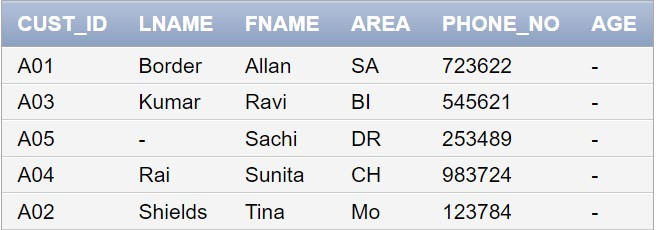 CUST_ID LNAME FNAME AREA PHONE_NO AGE
A01 Border Allan SA 723622 -
A03 Kumar Ravi BI 545621 -
A05 - Sachi DR 253489 -
A04 Rai Sunita CH 983724 -
A02 Shields Tina Mo 123784 -